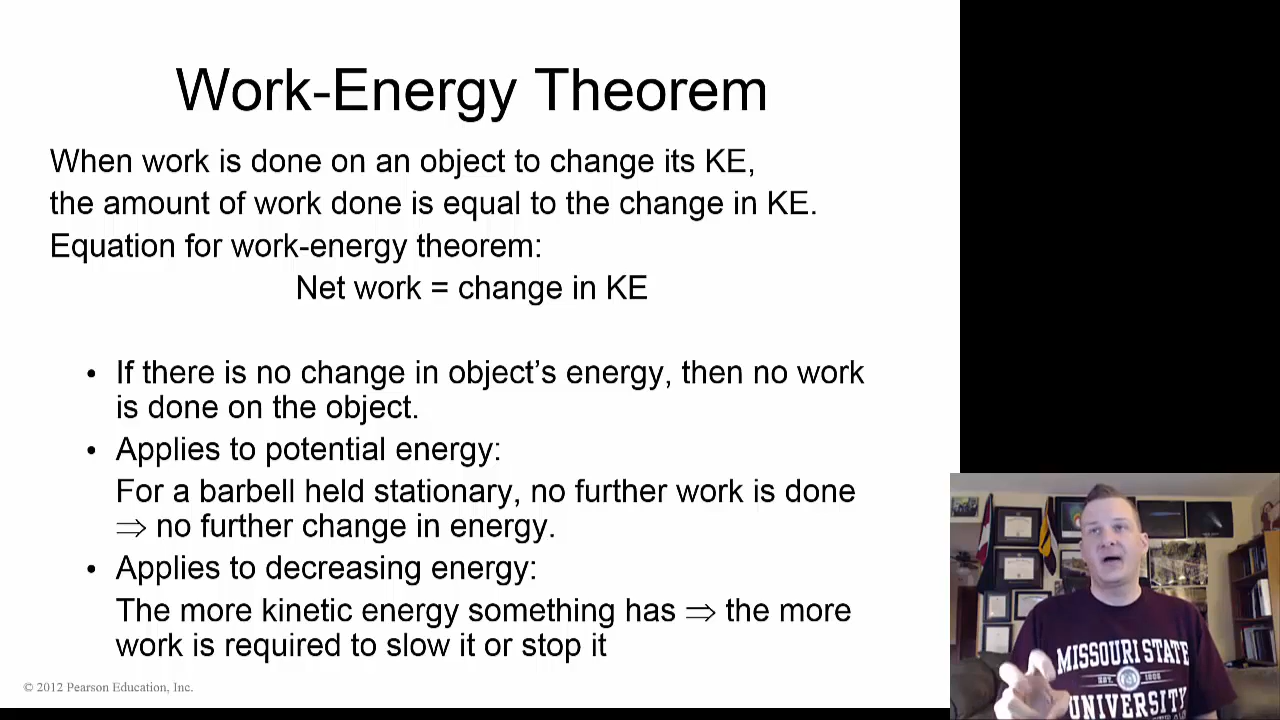 Work-Energy Theorem
When work is done on an object to change its KE,
the amount of work done is equal to the change in KE.
Equation for work-energy theorem:
Net work = change in KE
• If there is no change in object’s energy, then no work
is done on the object.
• Applies to potential energy:
For a barbell held stationary, no further work is done
⇒ no further change in energy.
• Applies to decreasing energy:
The more kinetic energy something has ⇒ the more
work is required to slow it or stop it
© 2012 Pearson Education, Inc.
MISSOURI STATE
EST. 1905
UNIVERSITY